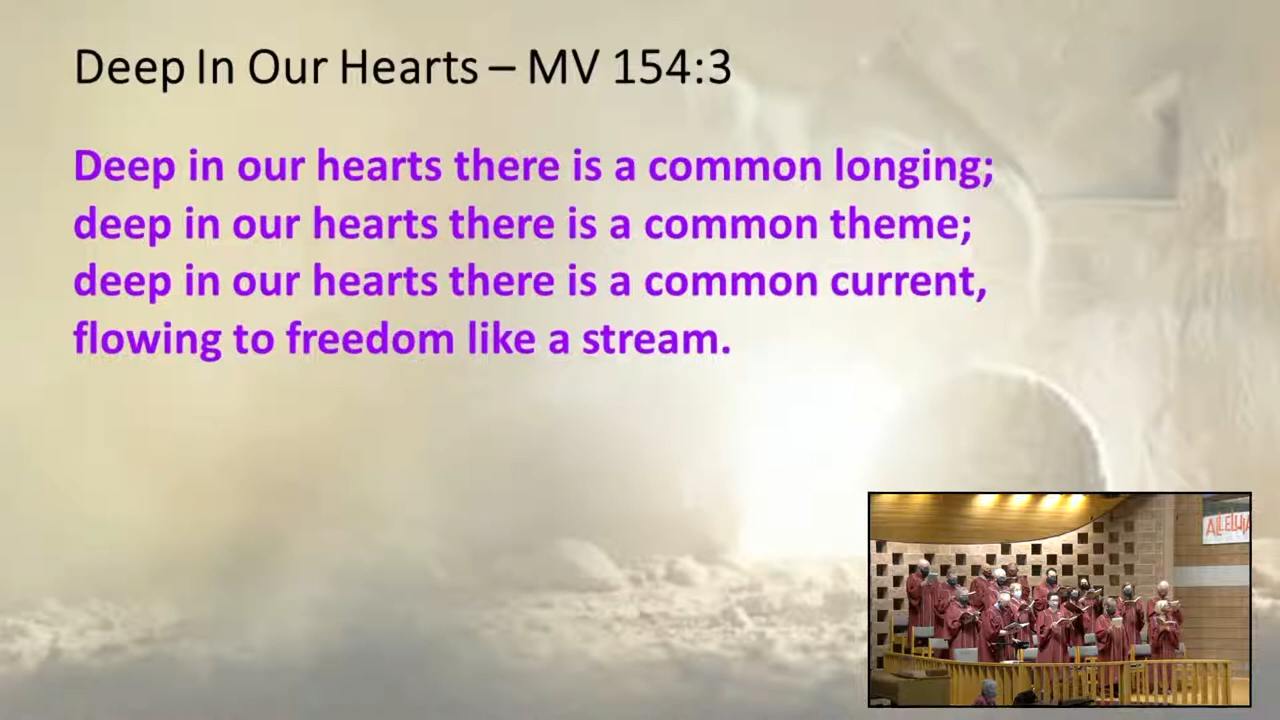 Deep In Our Hearts – MV 154:3
Deep in our hearts there is a common longing;
deep in our hearts there is a common theme;
deep in our hearts there is a common current,
flowing to freedom like a stream.
ALLELUIA